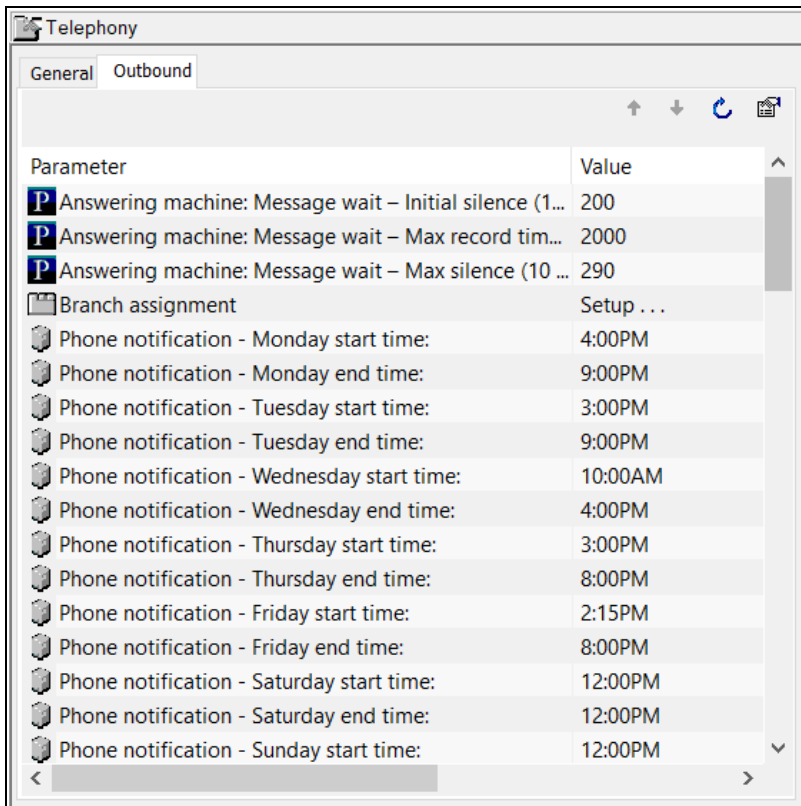 Telephony
General Outbound
Parameter Value
P Answering machine: Message wait – Initial silence (1... 200
P Answering machine: Message wait – Max record tim... 2000
P Answering machine: Message wait – Max silence (10 ... 290
Branch assignment Setup . . .
Phone notification - Monday start time: 4:00PM
Phone notification - Monday end time: 9:00PM
Phone notification - Tuesday start time: 3:00PM
Phone notification - Tuesday end time: 9:00PM
Phone notification - Wednesday start time: 10:00AM
Phone notification - Wednesday end time: 4:00PM
Phone notification - Thursday start time: 3:00PM
Phone notification - Thursday end time: 8:00PM
Phone notification - Friday start time: 2:15PM
Phone notification - Friday end time: 8:00PM
Phone notification - Saturday start time: 12:00PM
Phone notification - Saturday end time: 12:00PM
Phone notification - Sunday start time: 12:00PM